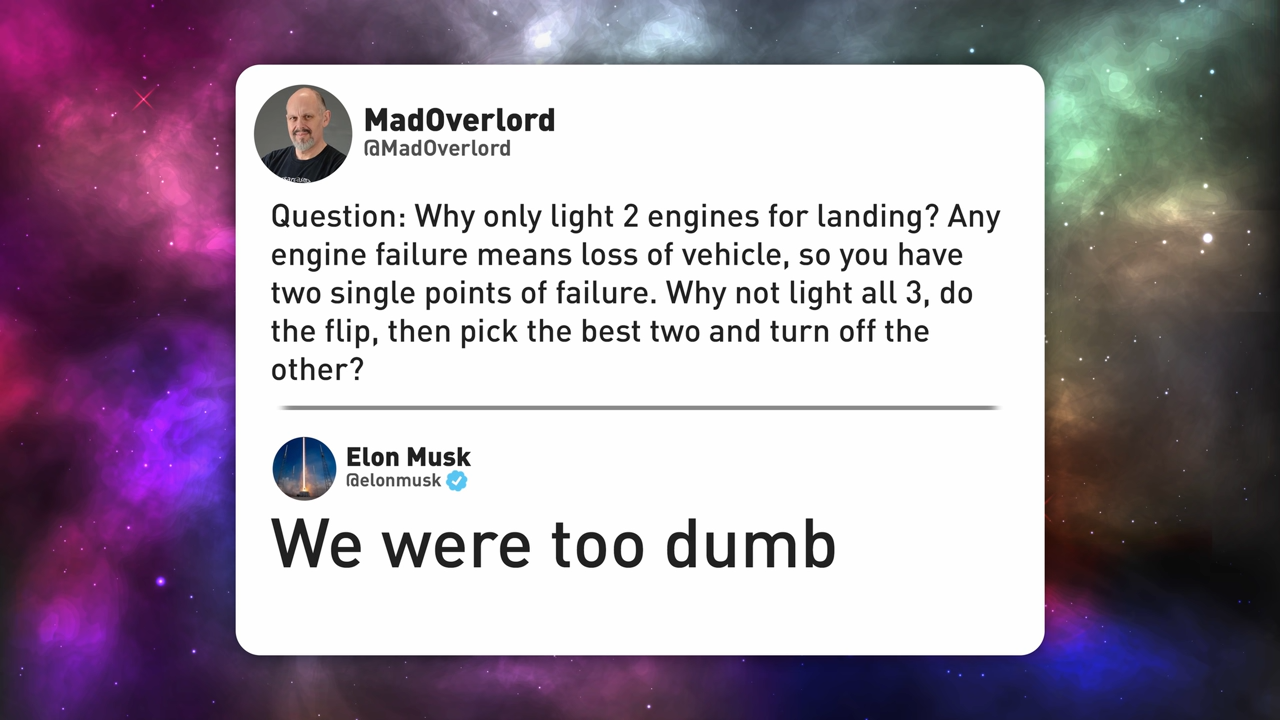 MadOverlord
@MadOverlord
Question: Why only light 2 engines for landing? Any
engine failure means loss of vehicle, so you have
two single points of failure. Why not light all 3, do
the flip, then pick the best two and turn off the
other?
Elon Musk
@elonmusk
We were too dumb